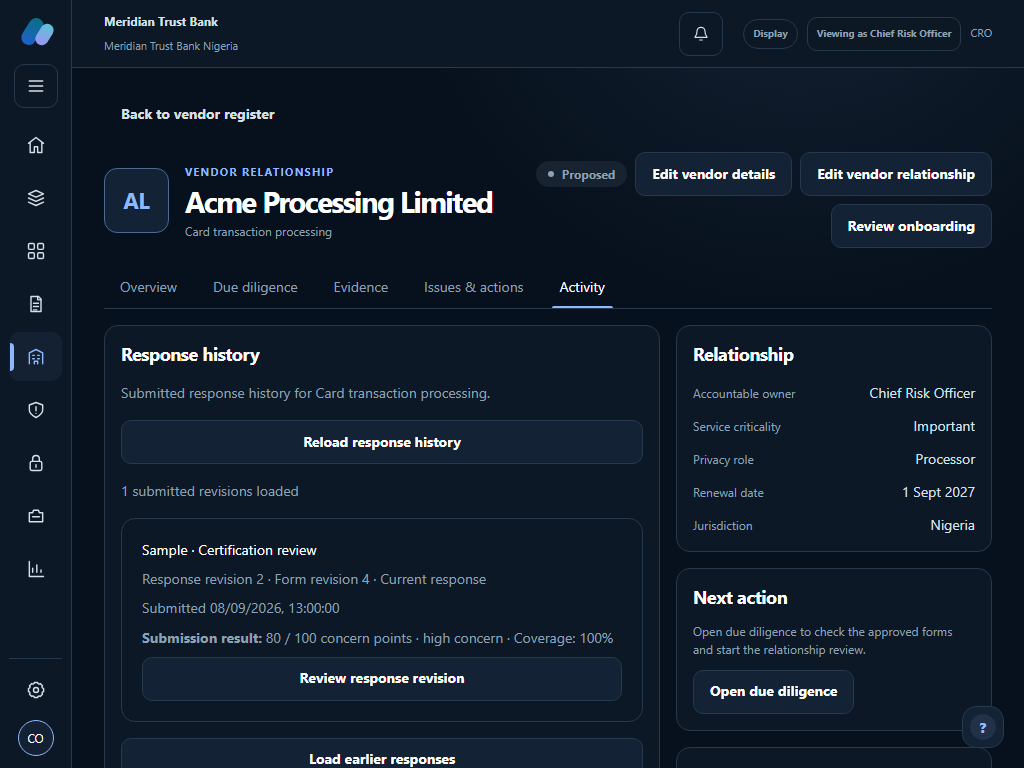 Meridian Trust Bank
Meridian Trust Bank Nigeria
Display
Viewing as Chief Risk Officer
CRO
Back to vendor register
AL
VENDOR RELATIONSHIP
Acme Processing Limited
Card transaction processing
Proposed
Edit vendor details
Edit vendor relationship
Review onboarding
Overview
Due diligence
Evidence
Issues & actions
Activity
Response history
Submitted response history for Card transaction processing.
Reload response history
1 submitted revisions loaded
Sample · Certification review
Response revision 2 · Form revision 4 · Current response
Submitted 08/09/2026, 13:00:00
Submission result: 80 / 100 concern points · high concern · Coverage: 100%
Review response revision
Load earlier responses
Relationship
Accountable owner Chief Risk Officer
Service criticality Important
Privacy role Processor
Renewal date 1 Sept 2027
Jurisdiction Nigeria
Next action
Open due diligence to check the approved forms
and start the relationship review.
Open due diligence
?
CO